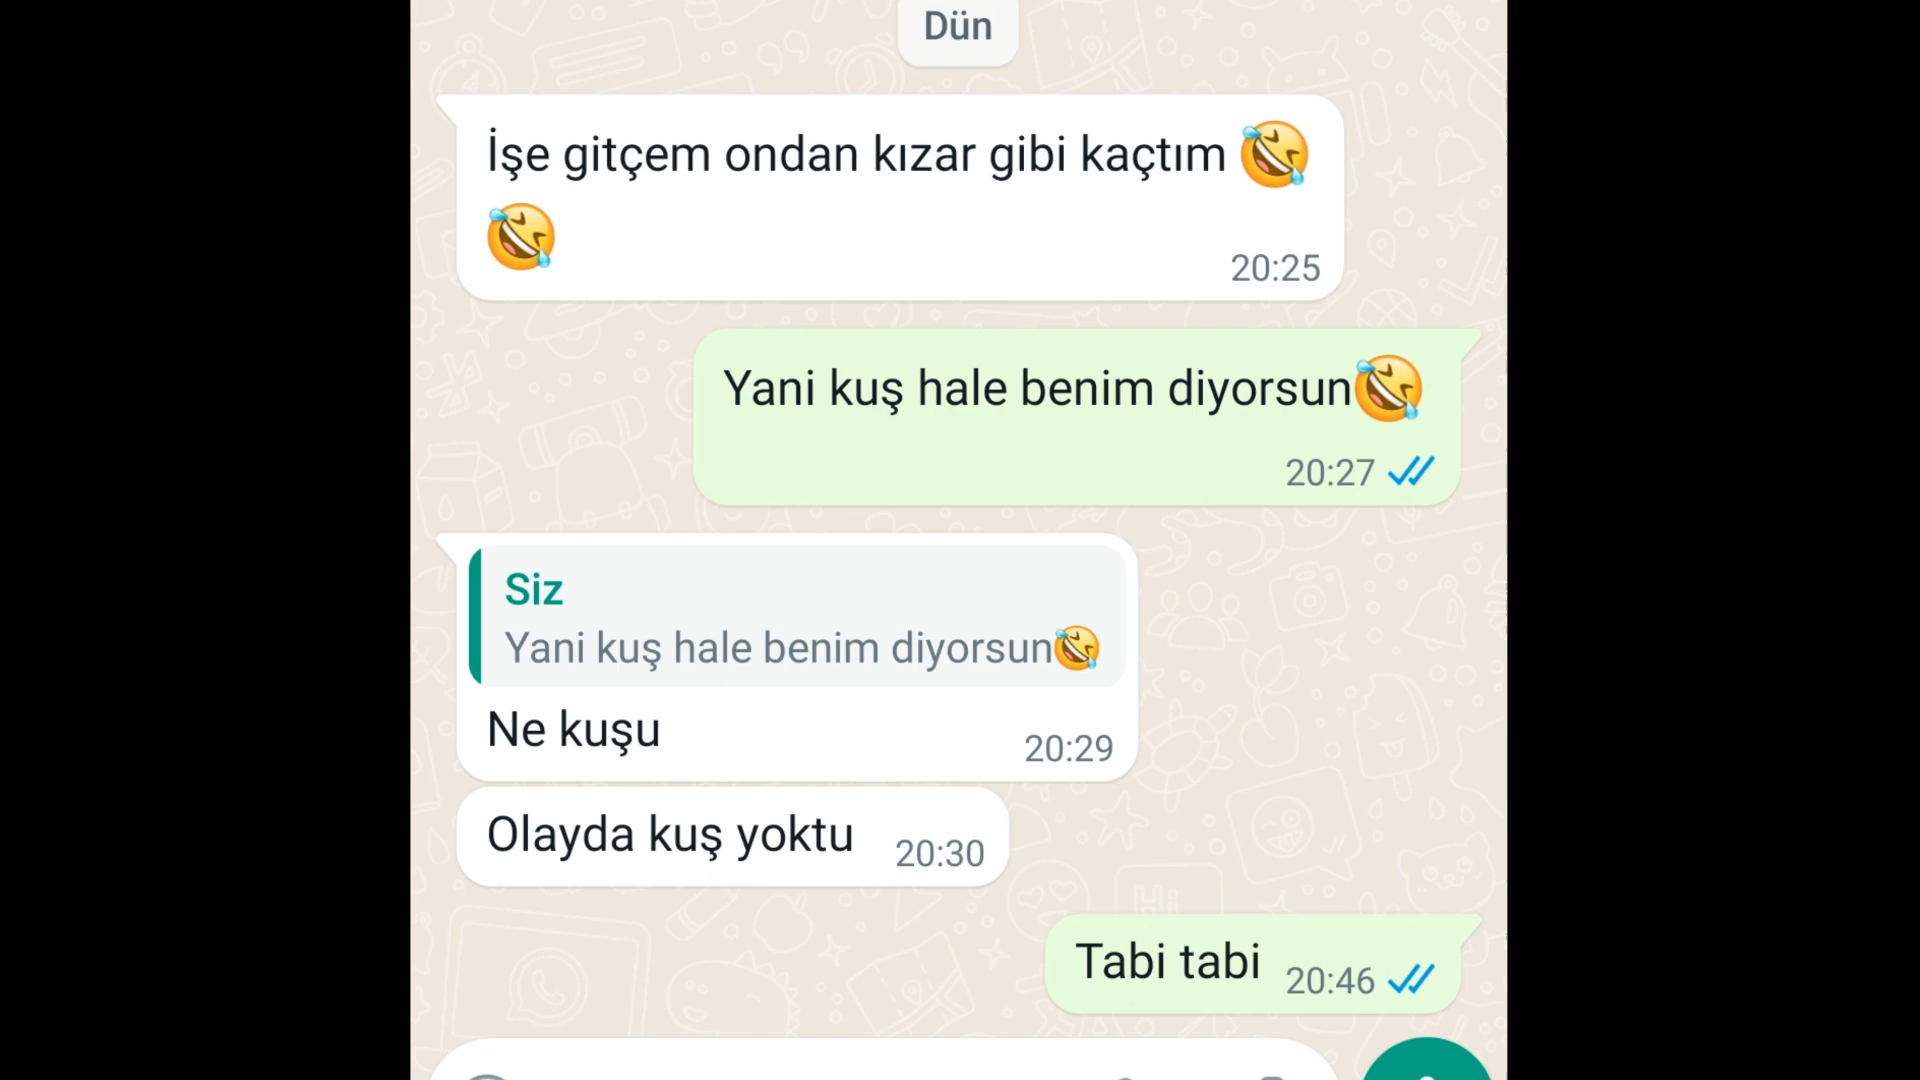 Dün
İşe gitçem ondan kızar gibi kaçtım 🤣
🤣
20:25
Yani kuş hale benim diyorsun🤣
20:27
Siz
Yani kuş hale benim diyorsun🤣
Ne kuşu
20:29
Olayda kuş yoktu 20:30
Tabi tabi 20:46